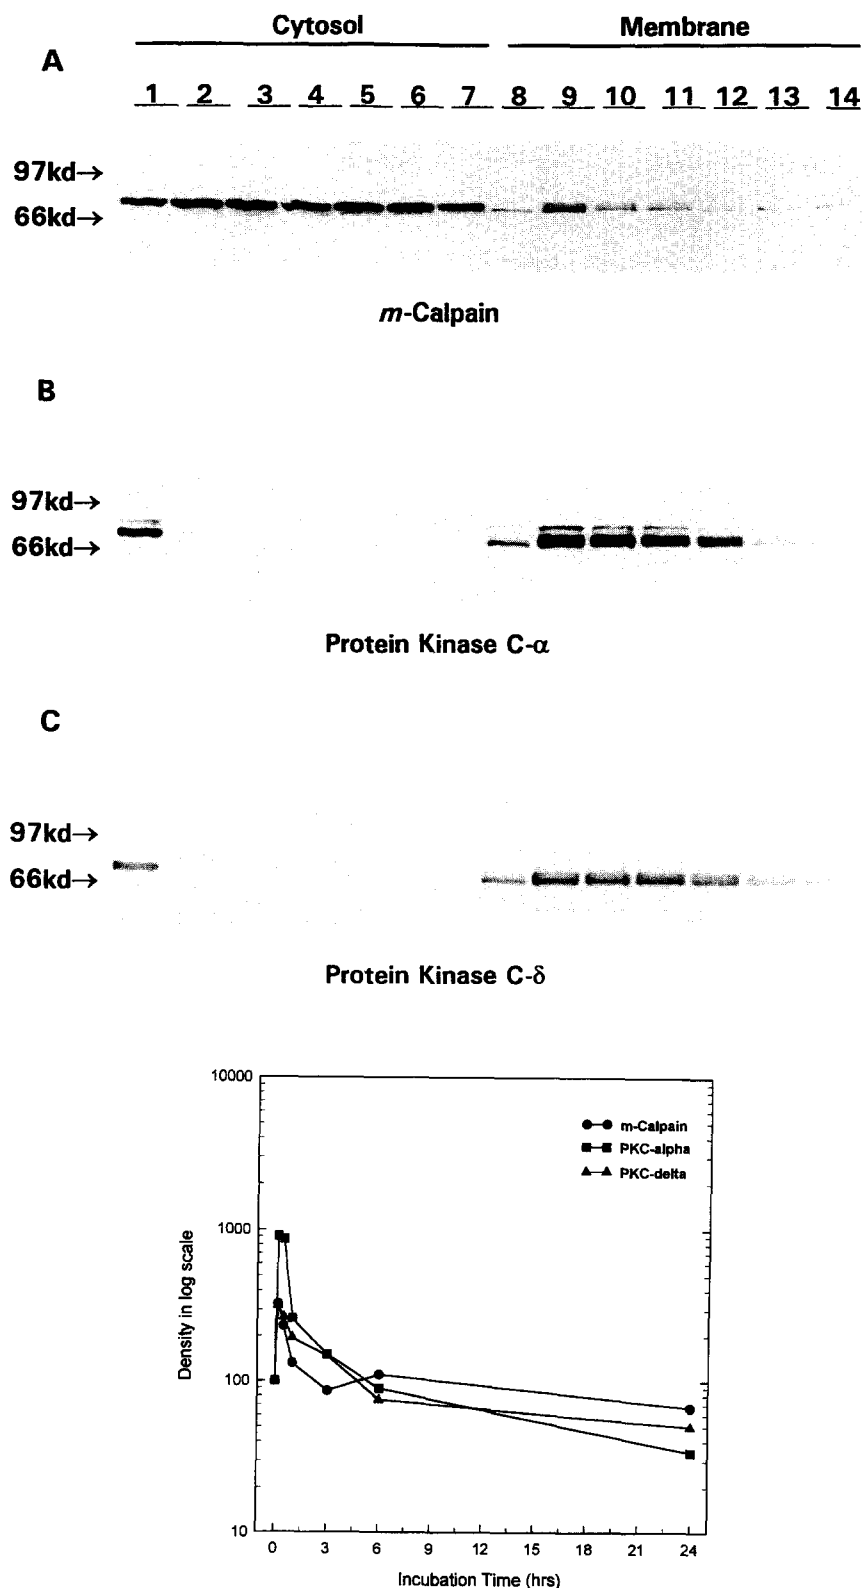 Cytosol Membrane
A
1 2 3 4 5 6 7 8 9 10 11 12 13 14
97kd→
66kd→
m-Calpain
B
97kd→
66kd→
Protein Kinase C-α
C
97kd→
66kd→
Protein Kinase C-δ
10000
1000
100
10
Density in log scale
m-Calpain
PKC-alpha
PKC-delta
0 3 6 9 12 15 18 21 24
Incubation Time (hrs)